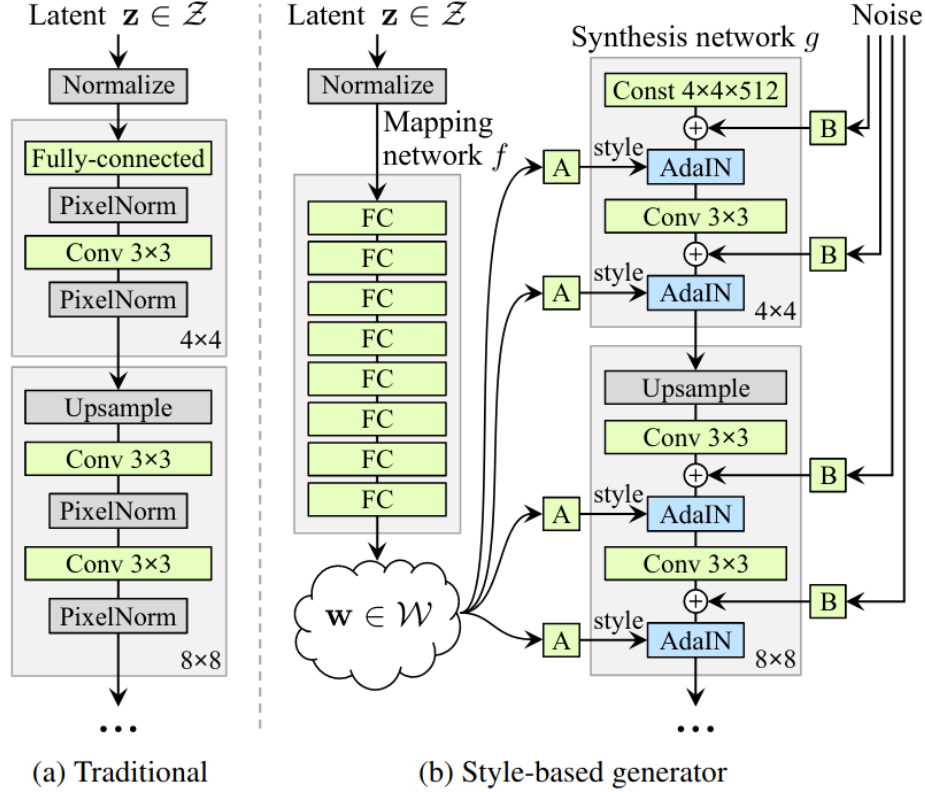 Latent z ∈ 𝒵
Normalize
Fully-connected
PixelNorm
Conv 3×3
PixelNorm
4×4
Upsample
Conv 3×3
PixelNorm
Conv 3×3
PixelNorm
8×8
...
(a) Traditional
Latent z ∈ 𝒵
Normalize
Mapping
network f
FC
FC
FC
FC
FC
FC
FC
FC
w ∈ 𝒲
A
style
A
style
A
style
A
style
Synthesis network g
Const 4×4×512
+
AdaIN
Conv 3×3
+
AdaIN
4×4
Upsample
Conv 3×3
+
AdaIN
Conv 3×3
+
AdaIN
8×8
...
Noise
B
B
B
B
(b) Style-based generator